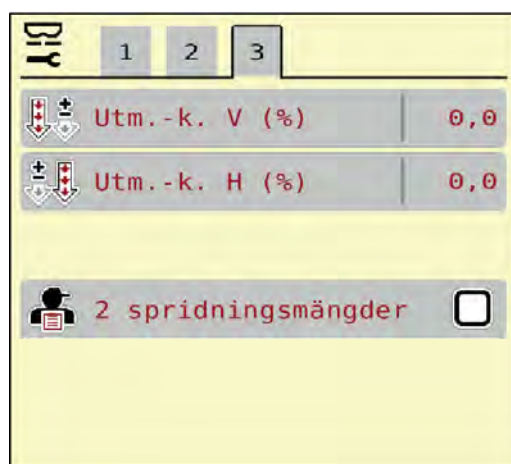 1 2 3
Utm.-k. V (%) 0,0
Utm.-k. H (%) 0,0
2 spridningsmängder